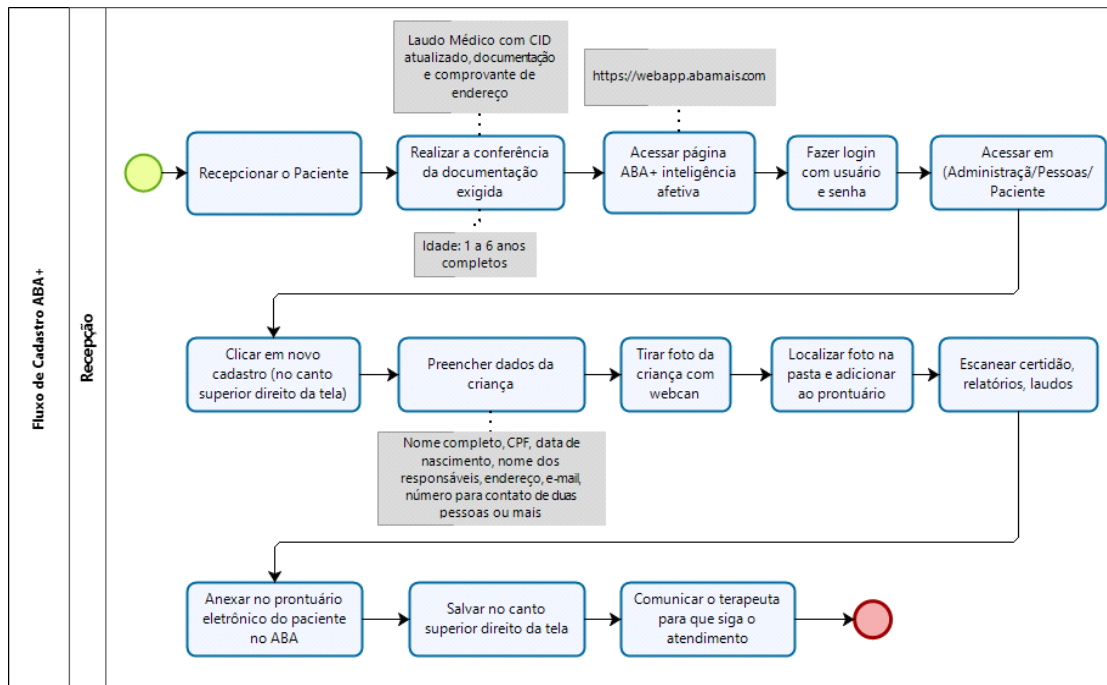 Fluxo de Cadastro ABA+
Recepção
Laudo Médico com CID
atualizado, documentação
e comprovante de
endereço
https://webapp.abamais.com
Recepcionar o Paciente
Realizar a conferência
da documentação
exigida
Acessar página
ABA+ inteligência
afetiva
Fazer login
com usuário
e senha
Acessar em
(Administraçã/Pessoas/
Paciente
Idade: 1 a 6 anos
completos
Clicar em novo
cadastro (no canto
superior direito da tela)
Preencher dados da
criança
Tirar foto da
criança com
webcan
Localizar foto na
pasta e adicionar
ao prontuário
Escanear certidão,
relatórios, laudos
Nome completo, CPF, data de
nascimento, nome dos
responsáveis, endereço, e-mail,
número para contato de duas
pessoas ou mais
Anexar no prontuário
eletrônico do paciente
no ABA
Salvar no canto
superior direito da tela
Comunicar o terapeuta
para que siga o
atendimento